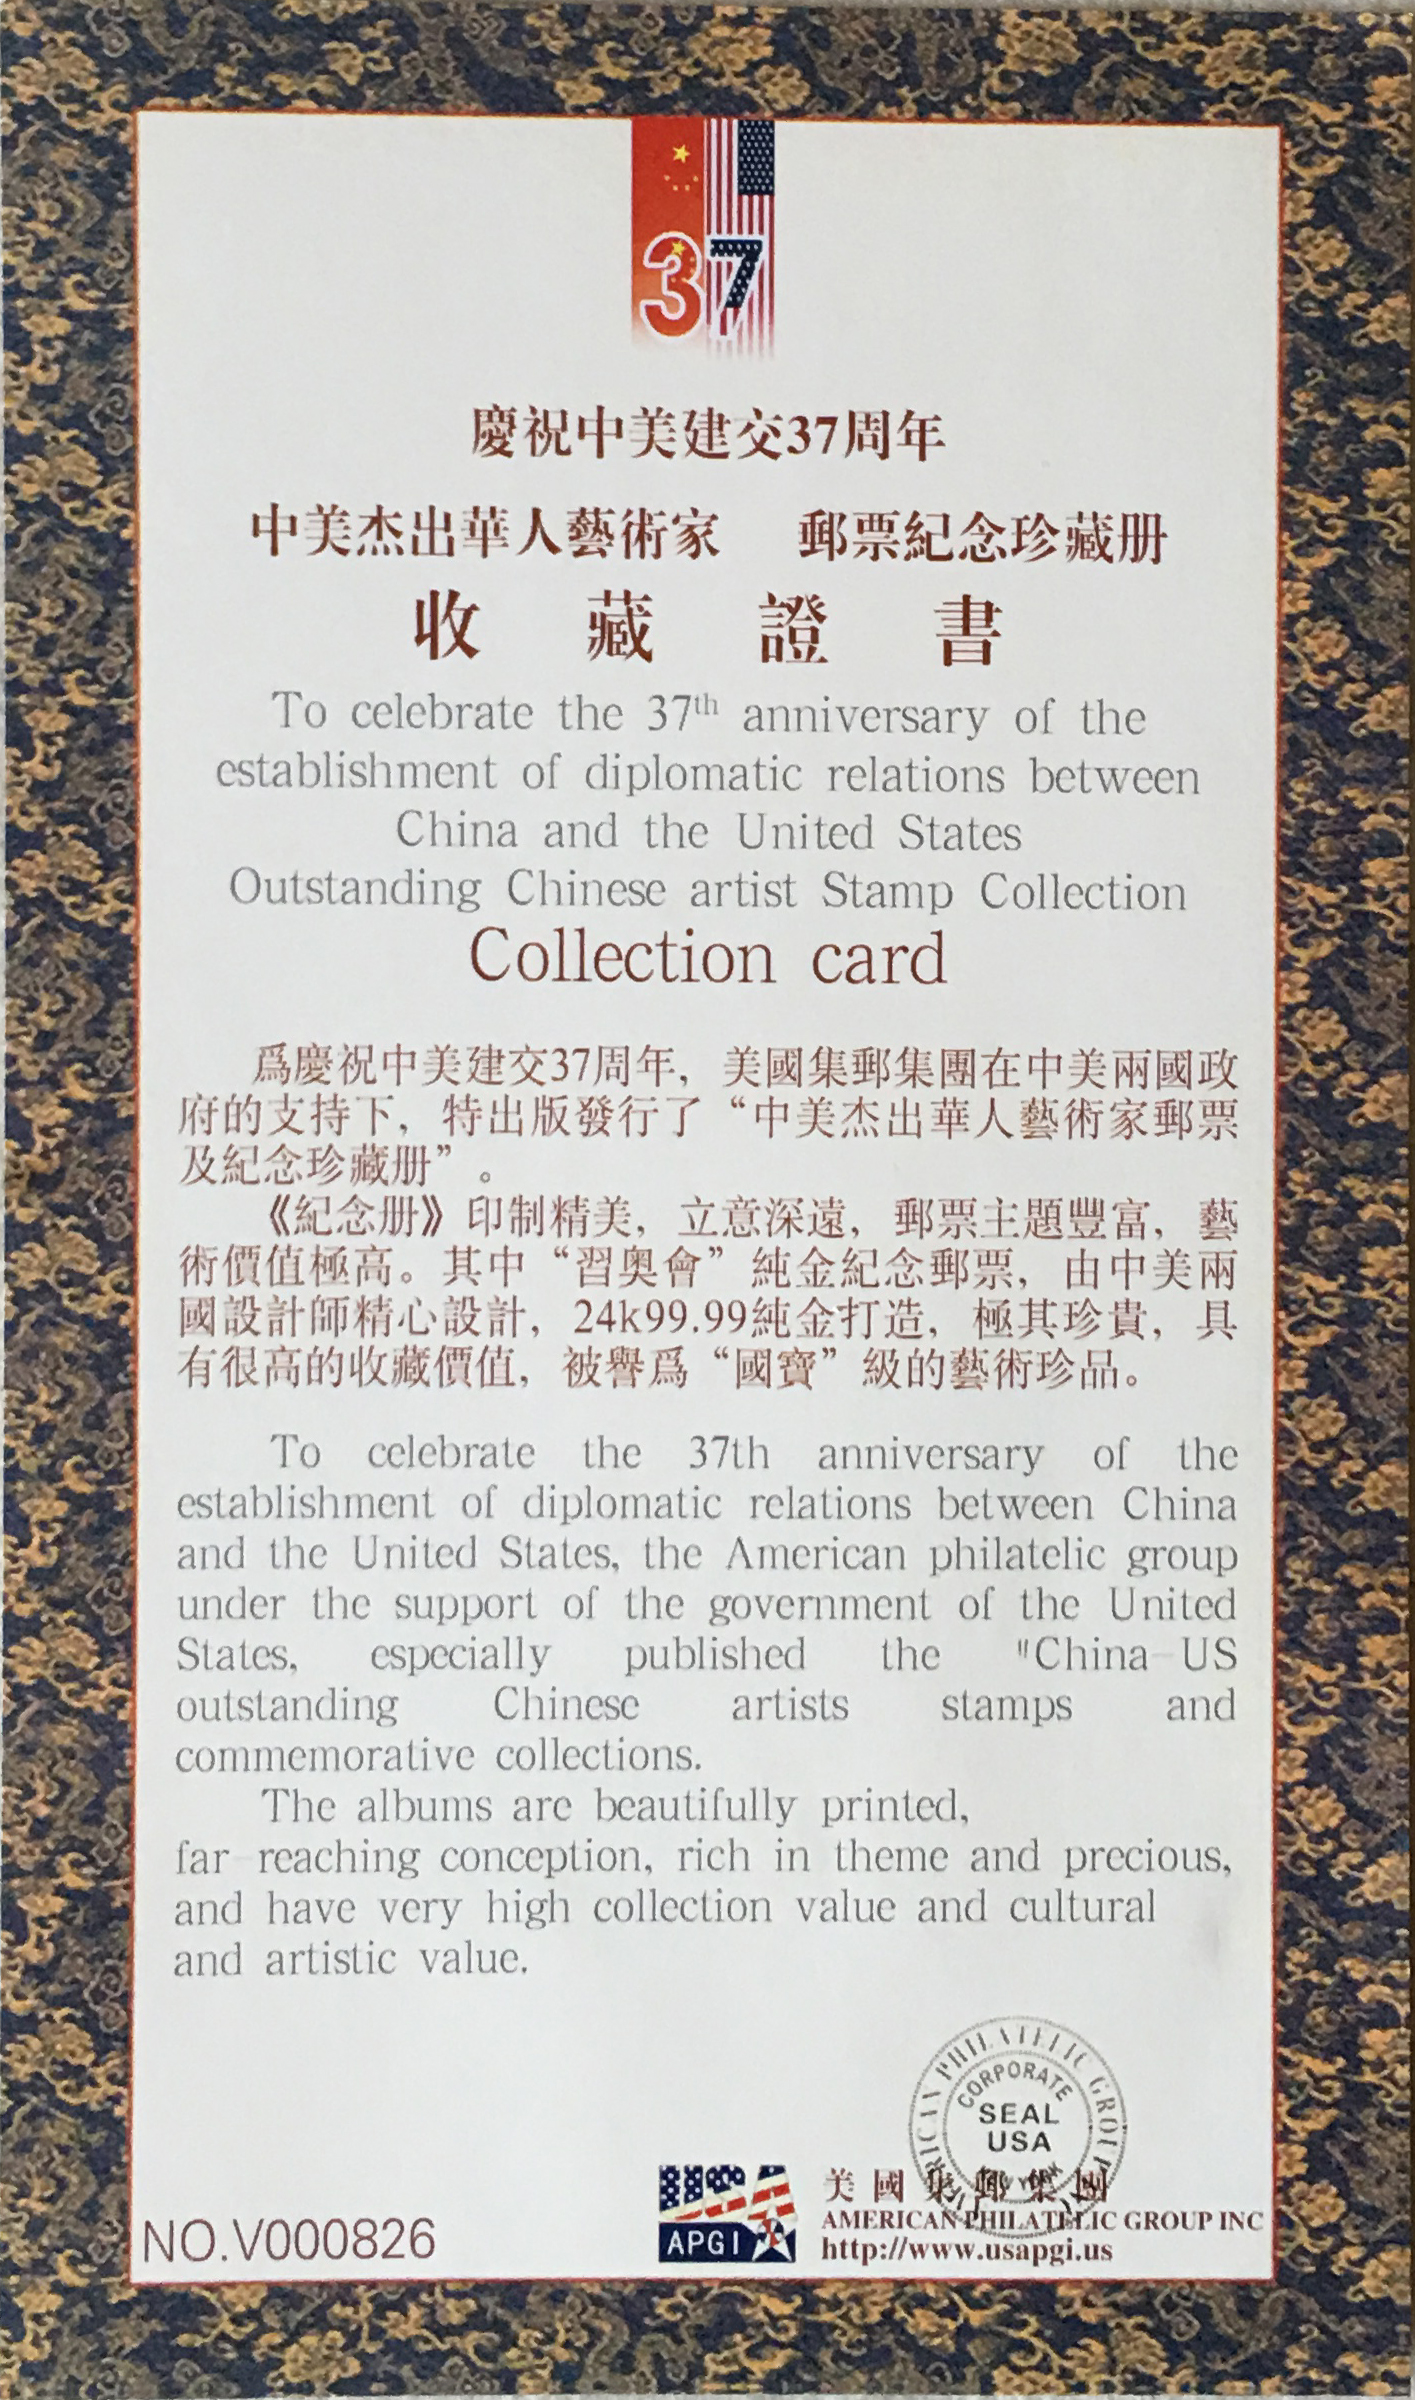 37
慶祝中美建交37周年
中美杰出華人藝術家 郵票紀念珍藏册
收 藏 證 書
To celebrate the 37th anniversary of the
establishment of diplomatic relations between
China and the United States
Outstanding Chinese artist Stamp Collection
Collection card
爲慶祝中美建交37周年，美國集郵集團在中美兩國政
府的支持下，特出版發行了“中美杰出華人藝術家郵票
及紀念珍藏册”。
《紀念册》印制精美，立意深遠，郵票主題豐富，藝
術價值極高。其中“習奥會”純金紀念郵票，由中美兩
國設計師精心設計，24k99.99純金打造，極其珍貴，具
有很高的收藏價值，被譽爲“國寶”級的藝術珍品。
To celebrate the 37th anniversary of the
establishment of diplomatic relations between China
and the United States, the American philatelic group
under the support of the government of the United
States, especially published the "China-US
outstanding Chinese artists stamps and
commemorative collections.
The albums are beautifully printed,
far-reaching conception, rich in theme and precious,
and have very high collection value and cultural
and artistic value.
AMERICAN PHILATELIC GROUP
CORPORATE
SEAL
USA
NEW YORK
USA
APGI
美國集郵集團
AMERICAN PHILATELIC GROUP INC
http://www.usapgi.us
NO.V000826